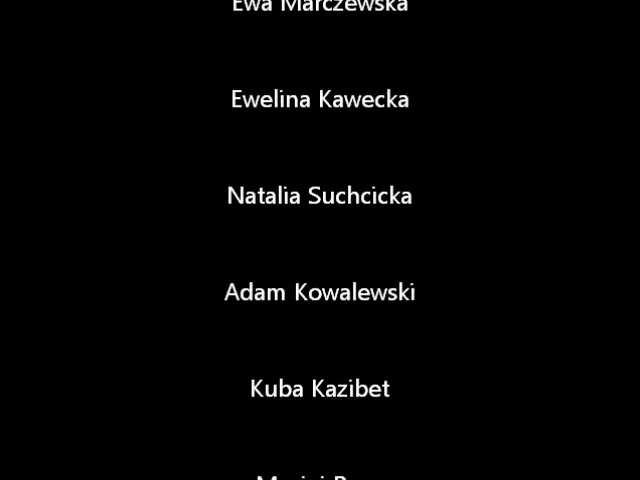 Ewa Marczewska
Ewelina Kawecka
Natalia Suchcicka
Adam Kowalewski
Kuba Kazibet